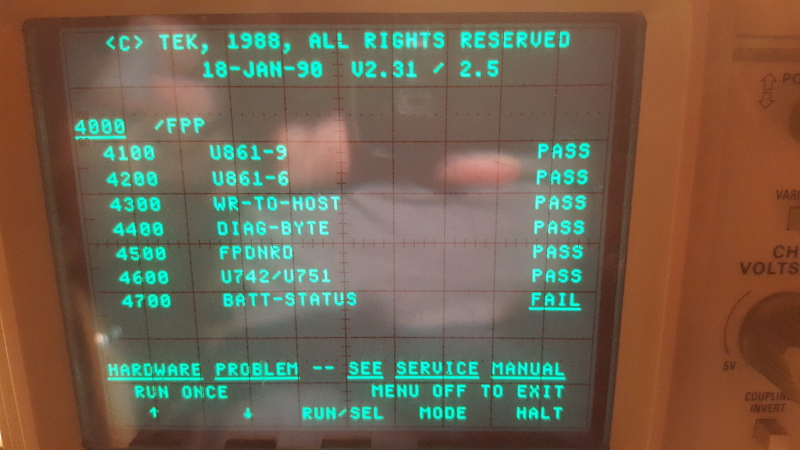 <C> TEK, 1988, ALL RIGHTS RESERVED
18-JAN-90 V2.31 / 2.5
4000 /FPP
4100 U861-9 PASS
4200 U861-6 PASS
4300 WR-TO-HOST PASS
4400 DIAG-BYTE PASS
4500 FPDNRD PASS
4600 U742/U751 PASS
4700 BATT-STATUS FAIL
HARDWARE PROBLEM -- SEE SERVICE MANUAL
RUN ONCE MENU OFF TO EXIT
↑ ↓ RUN/SEL MODE HALT
CH
VOLTS
5V
COUPLING
INVERT